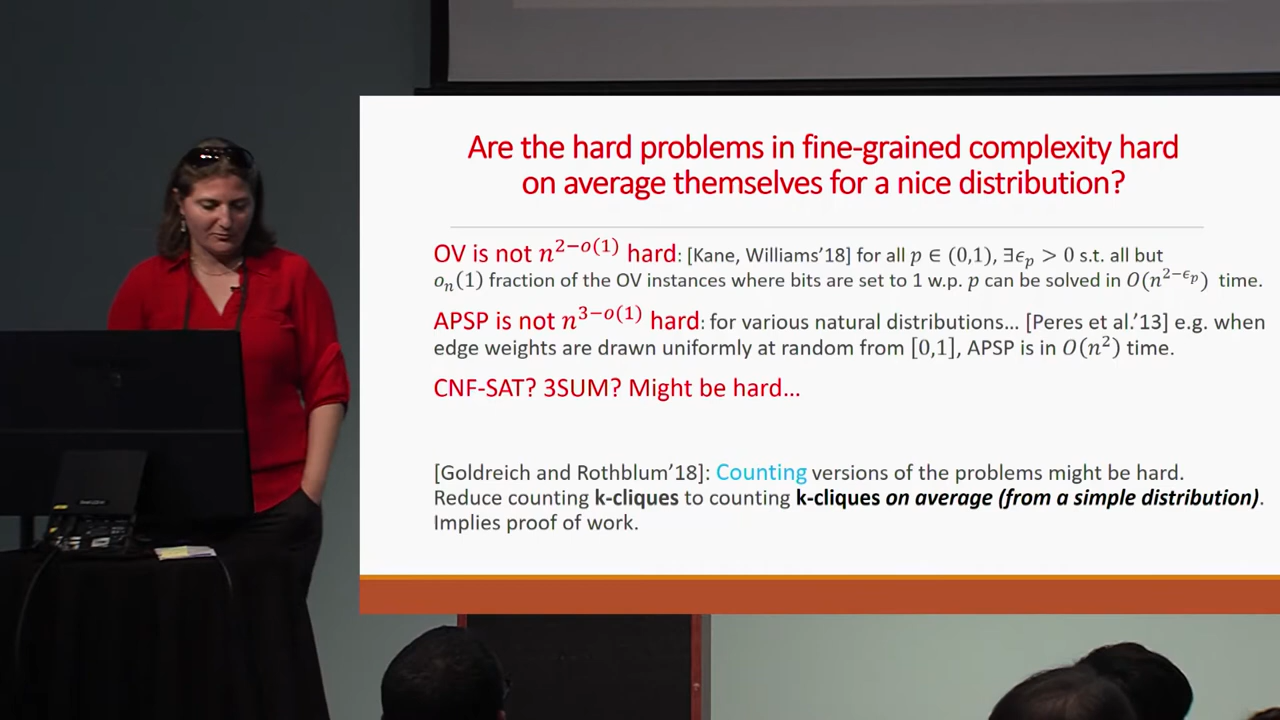 Are the hard problems in fine-grained complexity hard
on average themselves for a nice distribution?
OV is not n^{2−o(1)} hard: [Kane, Williams'18] for all p ∈ (0,1), ∃ϵ_p > 0 s.t. all but
o_n(1) fraction of the OV instances where bits are set to 1 w.p. p can be solved in O(n^{2−ϵ_p}) time.
APSP is not n^{3−o(1)} hard: for various natural distributions… [Peres et al.'13] e.g. when
edge weights are drawn uniformly at random from [0,1], APSP is in O(n^2) time.
CNF-SAT? 3SUM? Might be hard…
[Goldreich and Rothblum'18]: Counting versions of the problems might be hard.
Reduce counting k-cliques to counting k-cliques on average (from a simple distribution).
Implies proof of work.